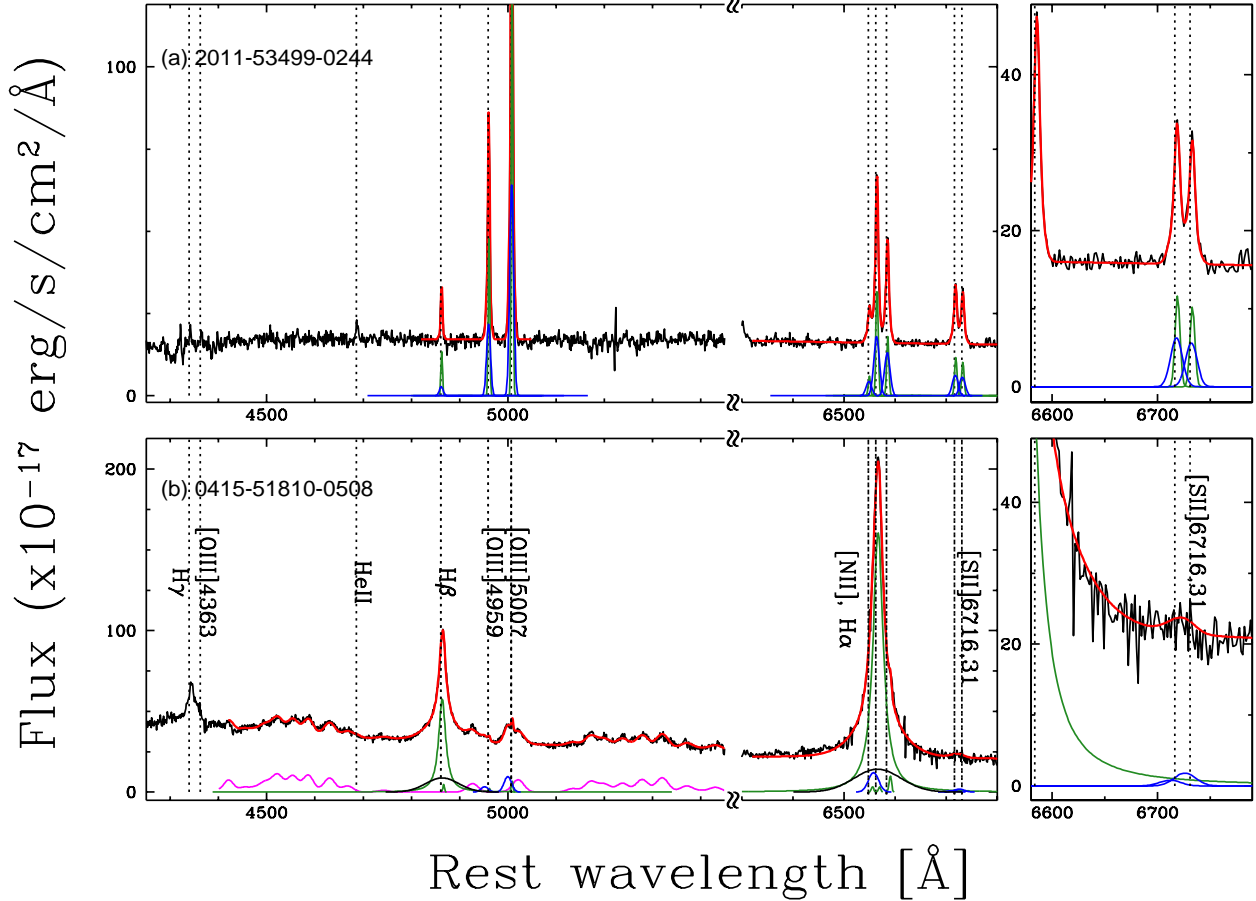 Flux (x10⁻¹⁷ erg/s/cm²/Å)
(a) 2011-53499-0244
100
0
4500
5000
6500
40
20
0
6600
6700
(b) 0415-51810-0508
200
100
0
Hγ
[OIII]4363
HeII
Hβ
[OIII]4959
[OIII]5007
[NII], Hα
[SII]6716,31
4500
5000
6500
[SII]6716,31
40
20
0
6600
6700
Rest wavelength [Å]